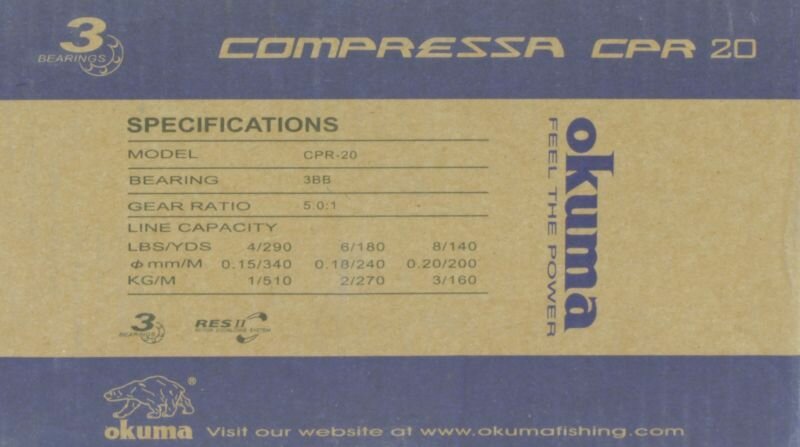 3
BEARINGS
COMPRESSA CPR 20
SPECIFICATIONS
MODEL CPR-20
BEARING 3BB
GEAR RATIO 5.0:1
LINE CAPACITY
LBS/YDS 4/290 6/180 8/140
ϕ mm/M 0.15/340 0.18/240 0.20/200
KG/M 1/510 2/270 3/160
3
BEARINGS
RES II
okuma
FEEL THE POWER
®
okuma Visit our website at www.okumafishing.com